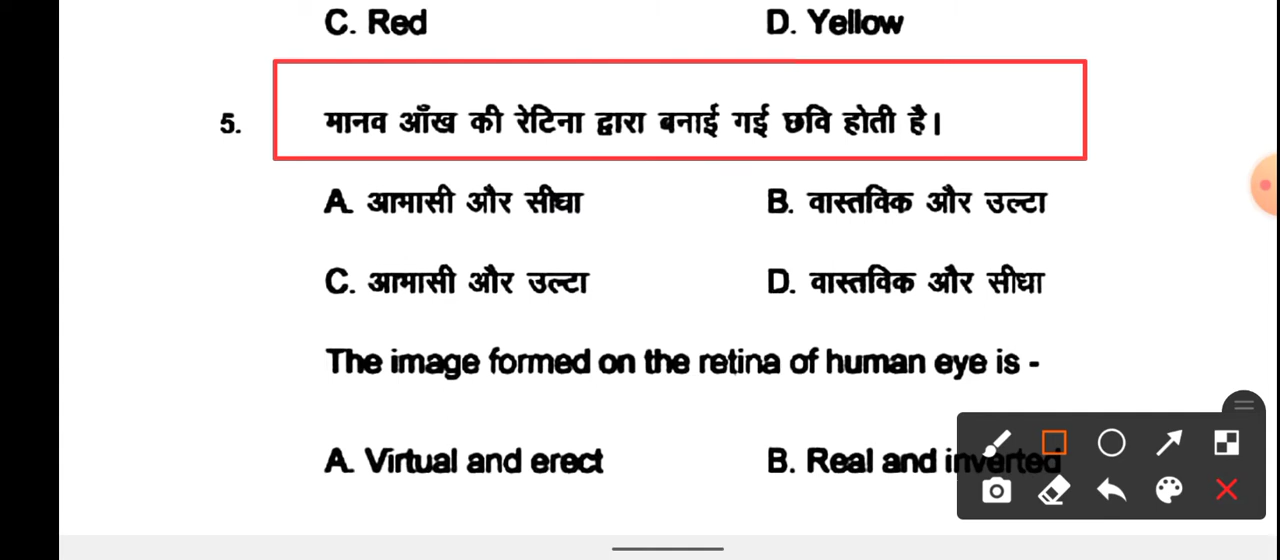 C. Red D. Yellow
5. मानव आँख की रेटिना द्वारा बनाई गई छवि होती है।
A. आभासी और सीधा B. वास्तविक और उल्टा
C. आभासी और उल्टा D. वास्तविक और सीधा
The image formed on the retina of human eye is -
A. Virtual and erect B. Real and inverted